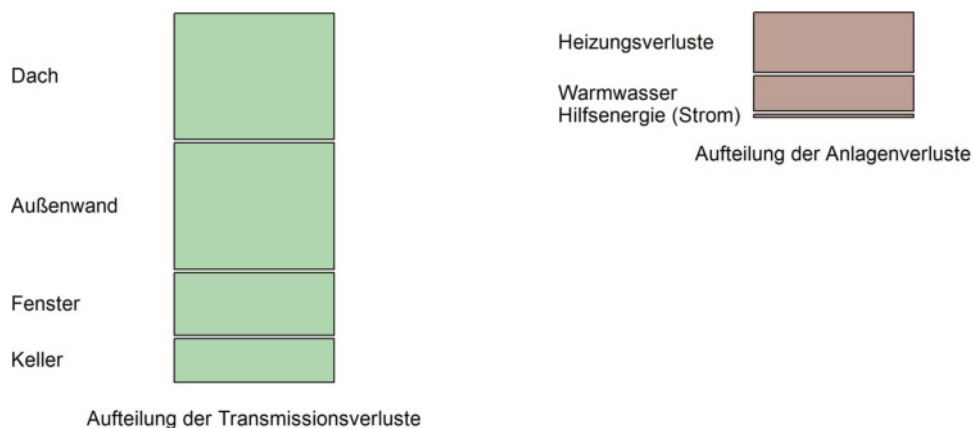 Dach
Außenwand
Fenster
Keller
Aufteilung der Transmissionsverluste
Heizungsverluste
Warmwasser
Hilfsenergie (Strom)
Aufteilung der Anlagenverluste